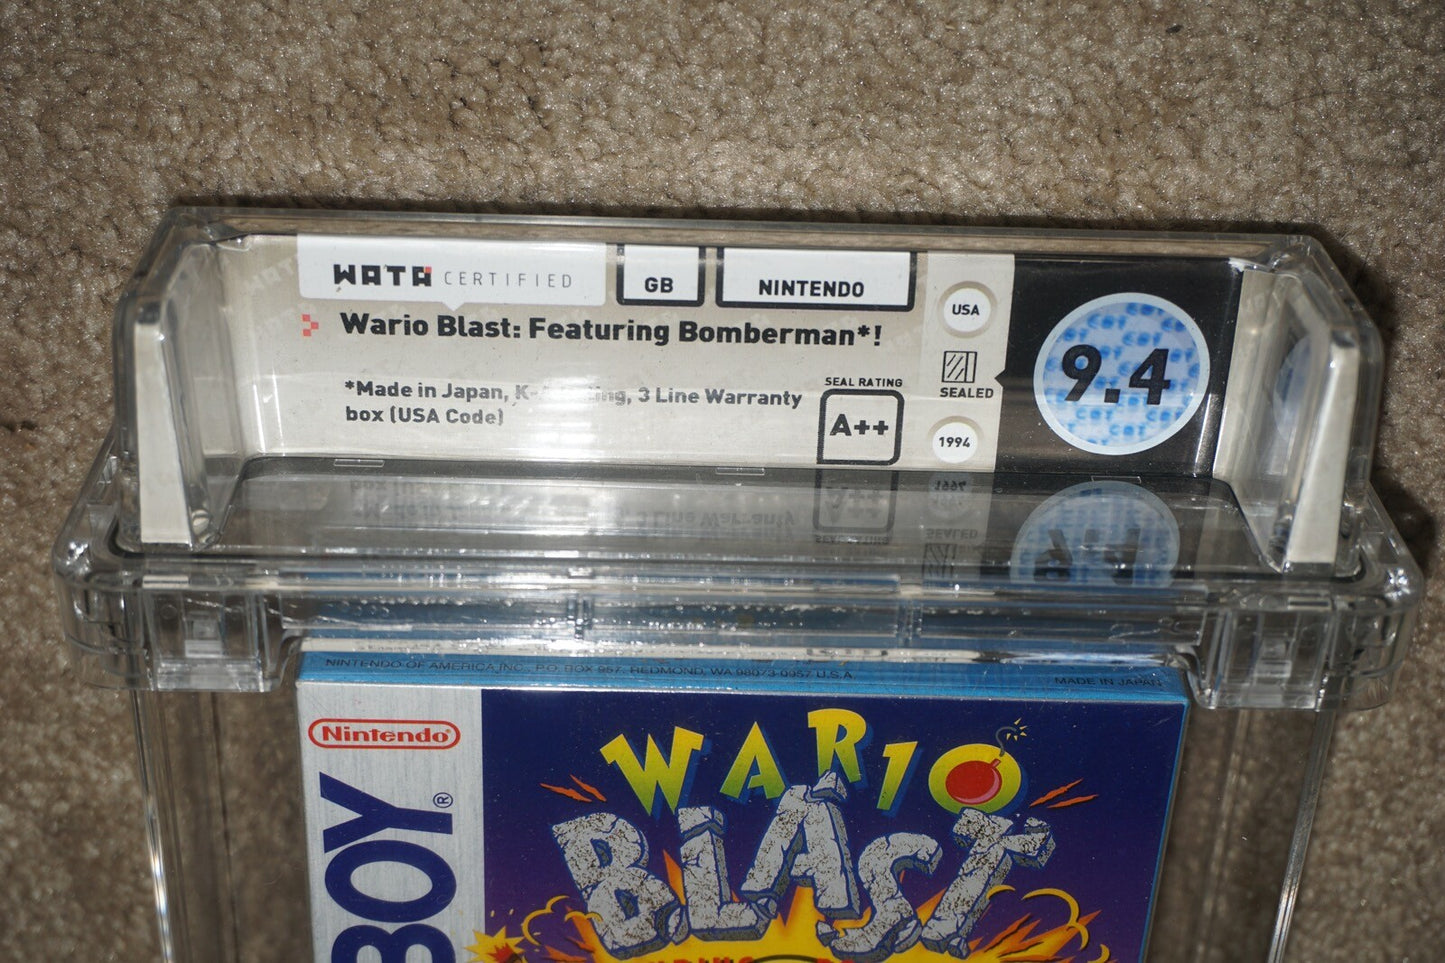 WATA CERTIFIED
GB
NINTENDO
Wario Blast: Featuring Bomberman*!
*Made in Japan, 3 Line Warranty
box (USA Code)
SEAL RATING
A++
USA
SEALED
1994
9.4
NINTENDO OF AMERICA INC., P.O. BOX 957, REDMOND, WA 98073-0957 U.S.A.
MADE IN JAPAN
Nintendo®
BOY®
WARIO
BLAST